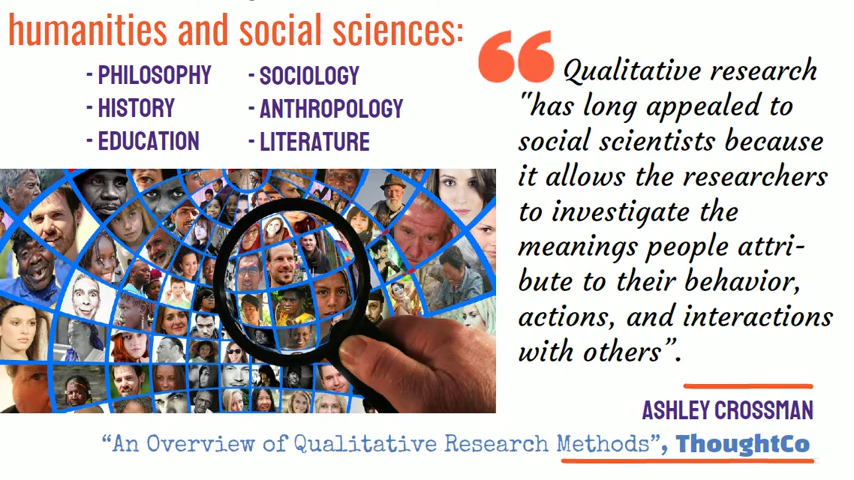 humanities and social sciences:
- PHILOSOPHY
- HISTORY
- EDUCATION
- SOCIOLOGY
- ANTHROPOLOGY
- LITERATURE
“ Qualitative research
"has long appealed to
social scientists because
it allows the researchers
to investigate the
meanings people attri-
bute to their behavior,
actions, and interactions
with others”.
ASHLEY CROSSMAN
“An Overview of Qualitative Research Methods”, ThoughtCo